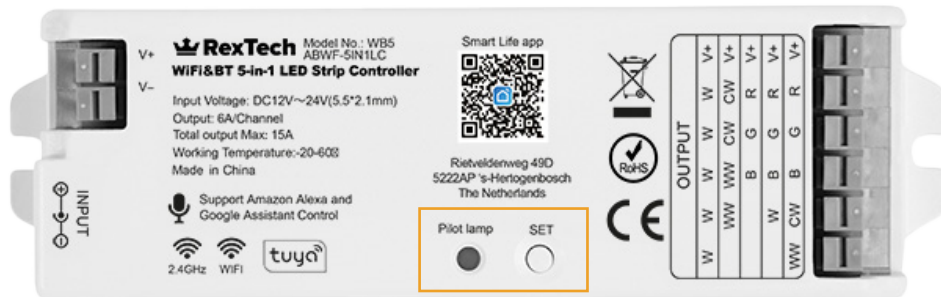 V+
V−
INPUT
RexTech
Model No.: WB5
ABWF-5IN1LC
WiFi&BT 5-in-1 LED Strip Controller
Input Voltage: DC12V～24V(5.5*2.1mm)
Output: 6A/Channel
Total output Max: 15A
Working Temperature:-20-60⍰
Made in China
Support Amazon Alexa and
Google Assistant Control
2.4GHz
WIFI
tuya
Smart Life app
Rietveldenweg 49D
5222AP 's-Hertogenbosch
The Netherlands
Pilot lamp
SET
RoHS
CE
OUTPUT
W W W W W V+
WW WW CW CW V+
B G R V+
W B G R V+
WW CW B G R V+